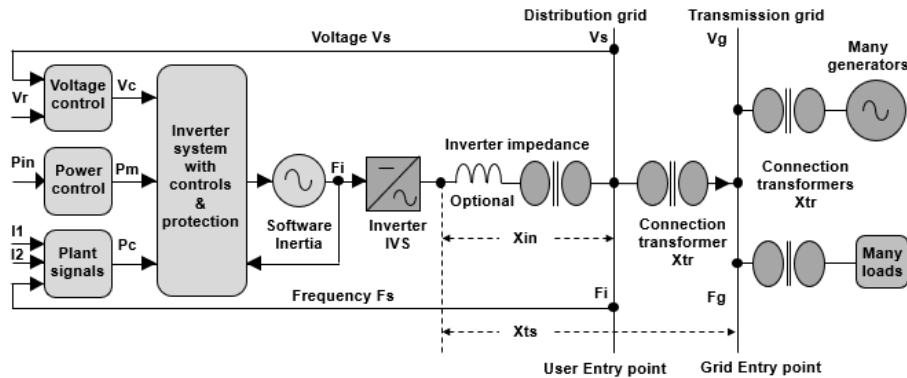 Distribution grid
Transmission grid
Voltage Vs
Vs
Vg
Many
generators
Vr
Voltage
control
Vc
Inverter
system
with
controls
&
protection
Pin
Power
control
Pm
Fi
Software
Inertia
Inverter
IVS
Inverter impedance
Optional
Connection
transformer
Xtr
Connection
transformers
Xtr
I1
I2
Plant
signals
Pc
Xin
Many
loads
Frequency Fs
Fi
Fg
Xts
User Entry point
Grid Entry point